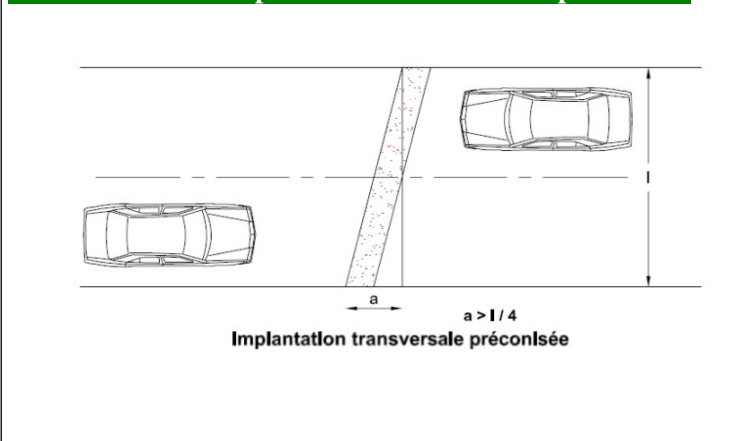 l
a
a > l / 4
Implantation transversale préconisée